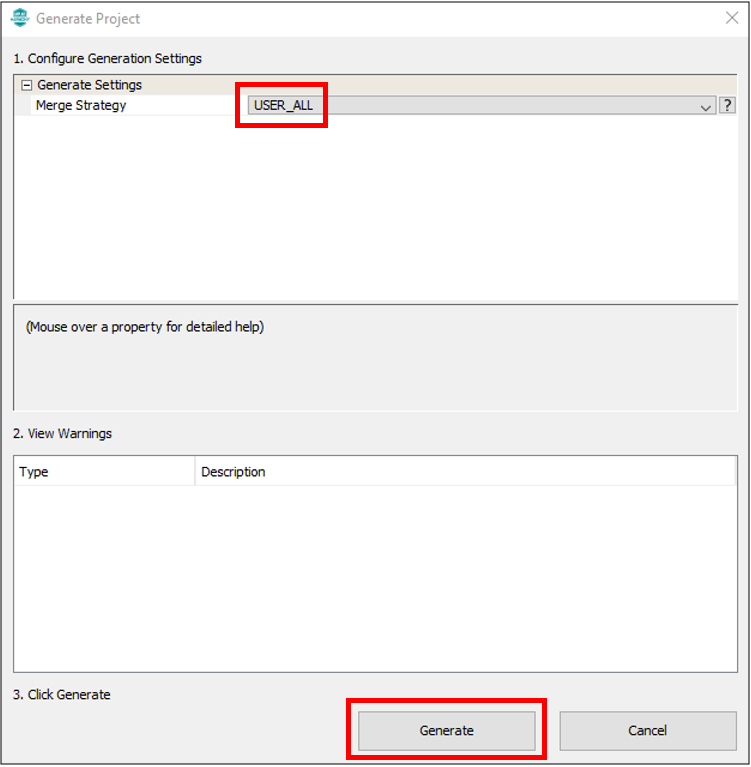 Generate Project
1. Configure Generation Settings
Generate Settings
Merge Strategy USER_ALL ?
(Mouse over a property for detailed help)
2. View Warnings
Type Description
3. Click Generate
Generate Cancel